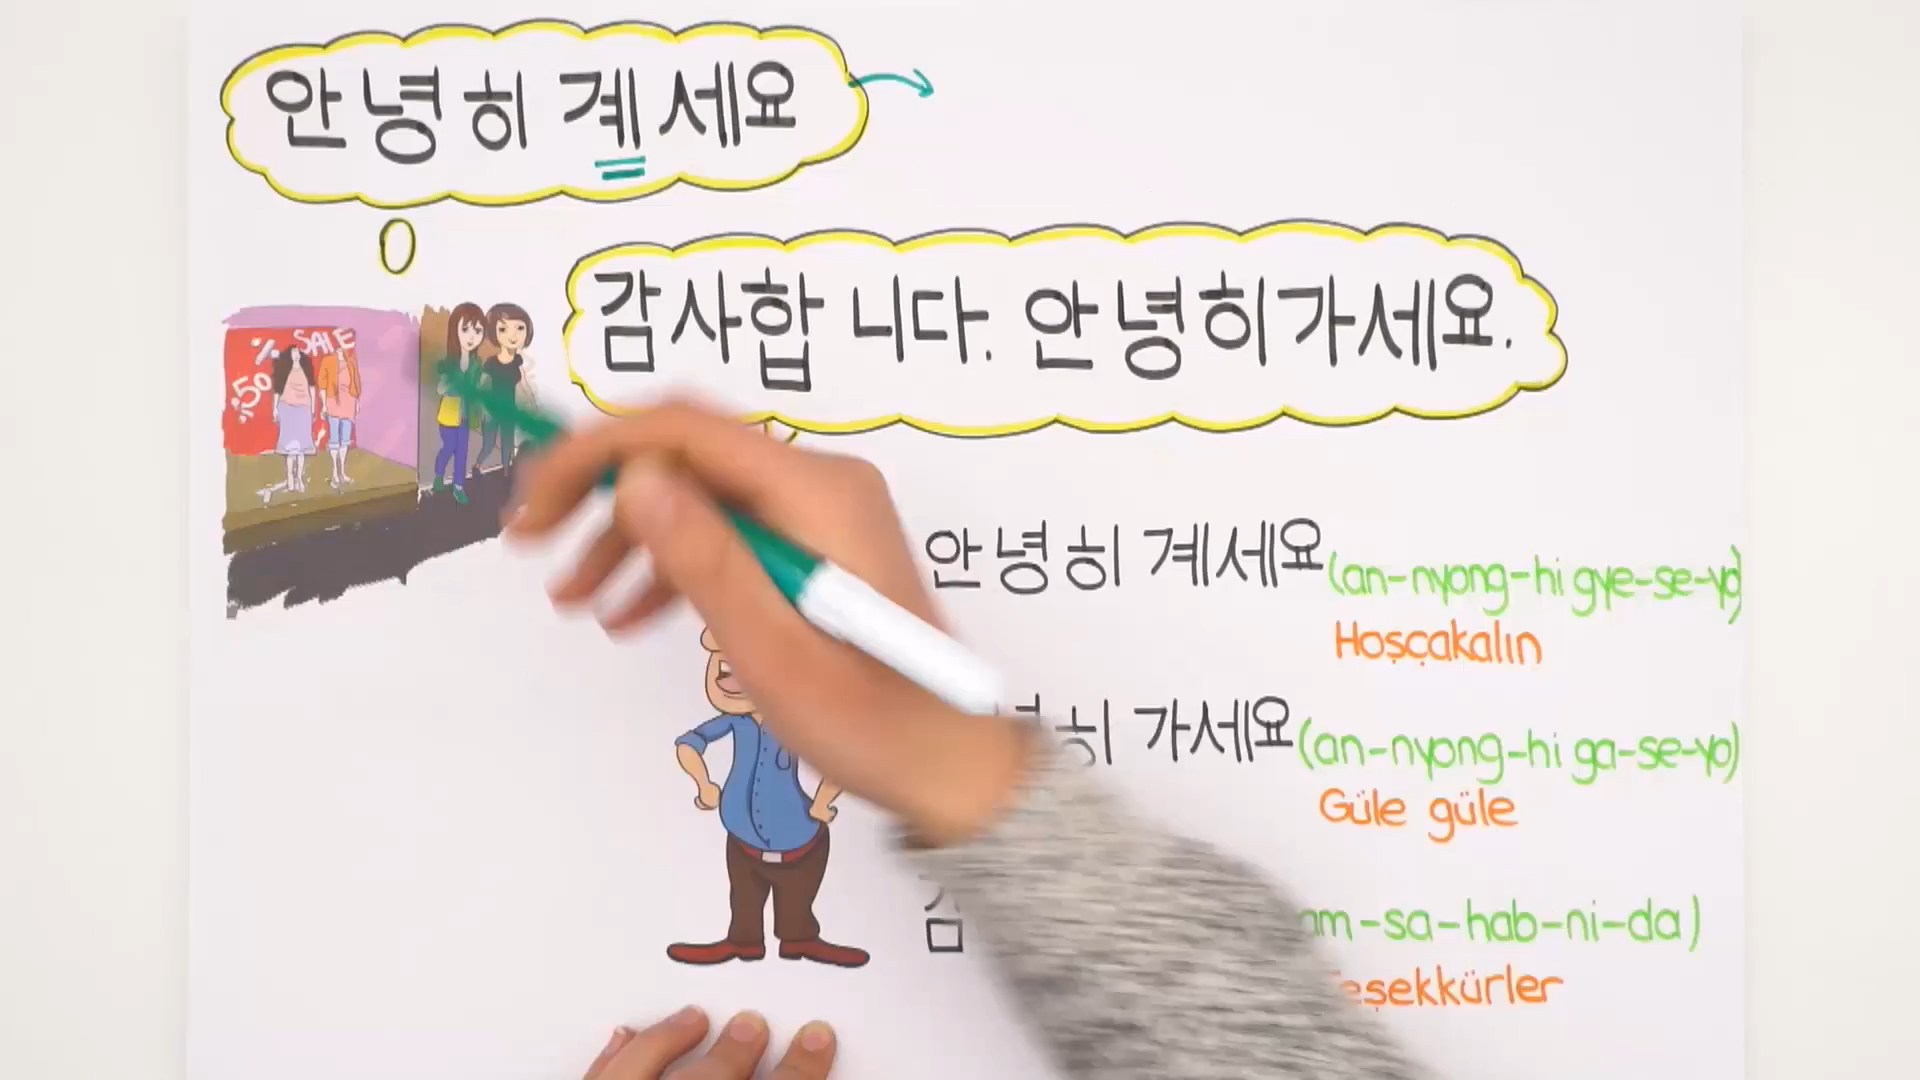 안녕히 계세요
감사합니다. 안녕히가세요.
SALE
% 50
안녕히 계세요 (an-nyong-hi gye-se-yo)
Hoşçakalın
히 가세요 (an-nyong-hi ga-se-yo)
Güle güle
감 am-sa-hab-ni-da)
eşekkürler